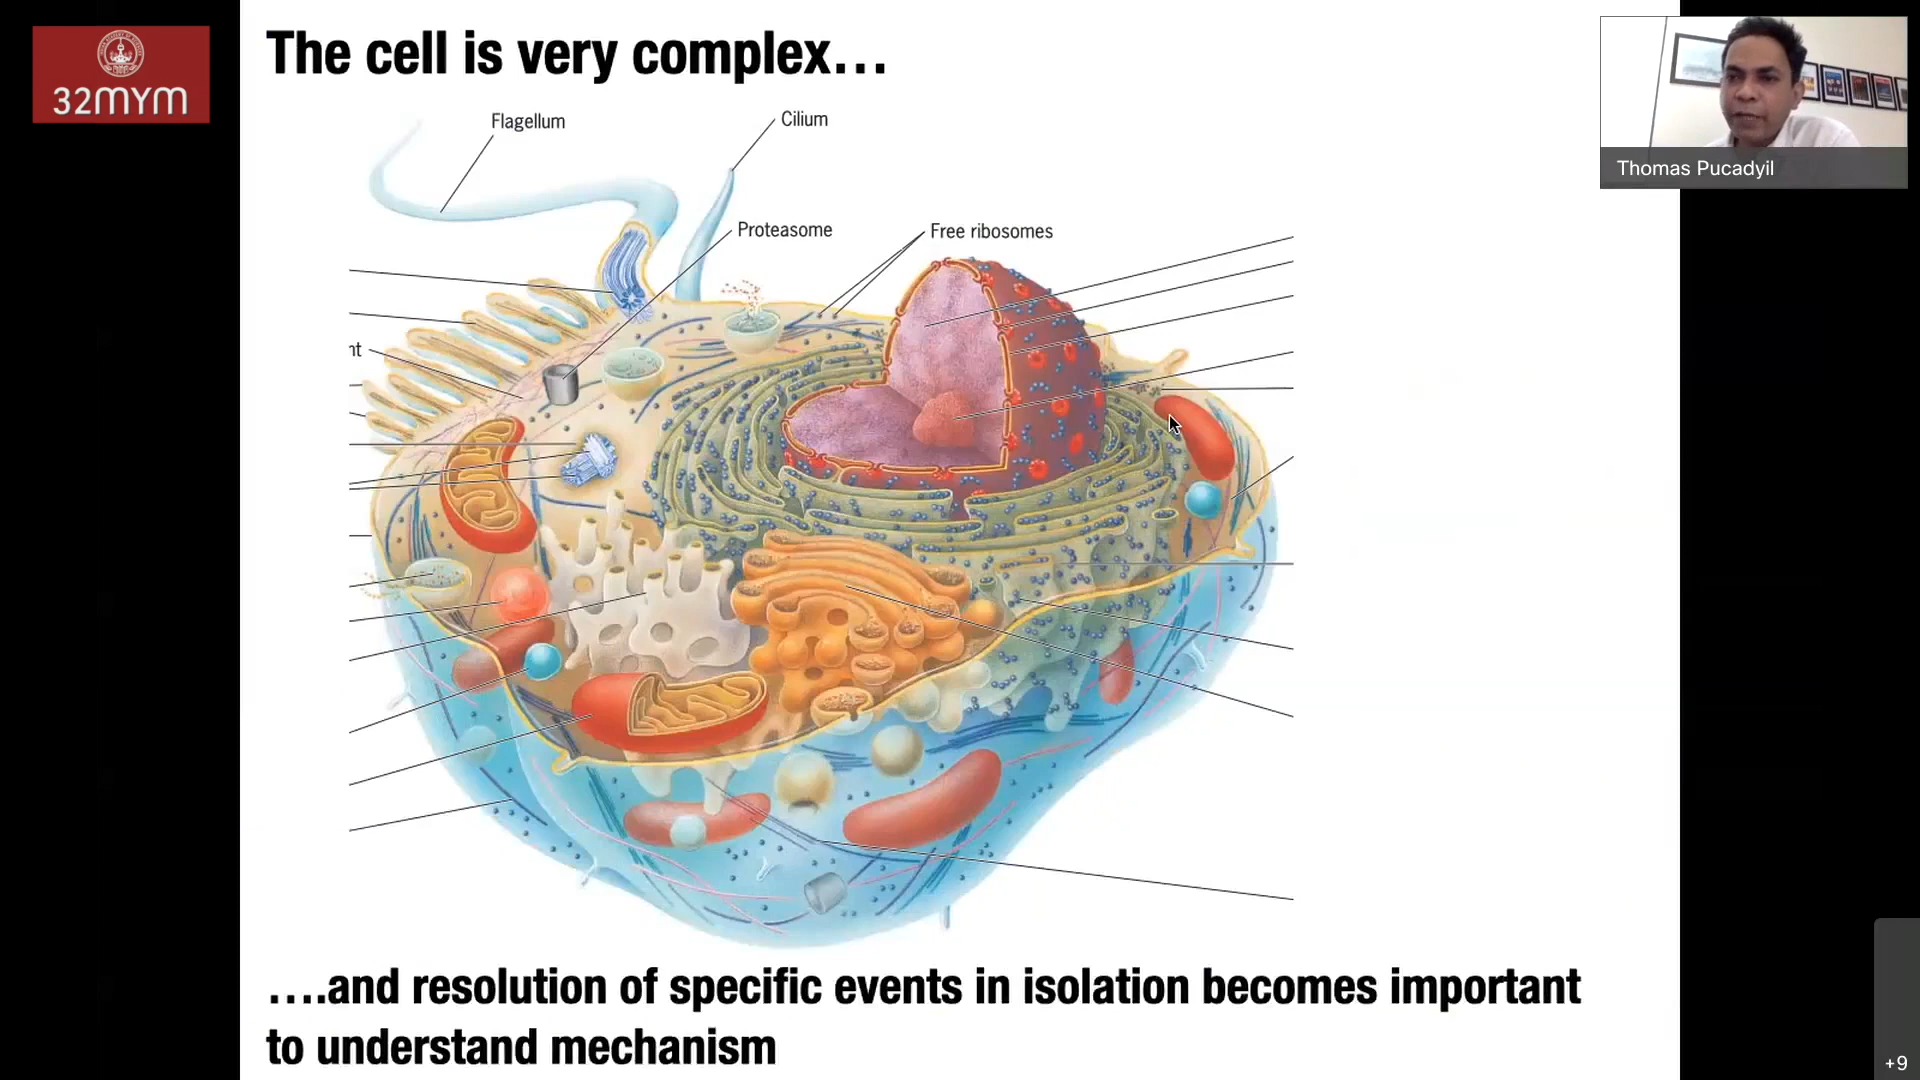 The cell is very complex...
32MYM
Flagellum
Cilium
Thomas Pucadyil
Proteasome
Free ribosomes
nt
....and resolution of specific events in isolation becomes important
to understand mechanism
+9